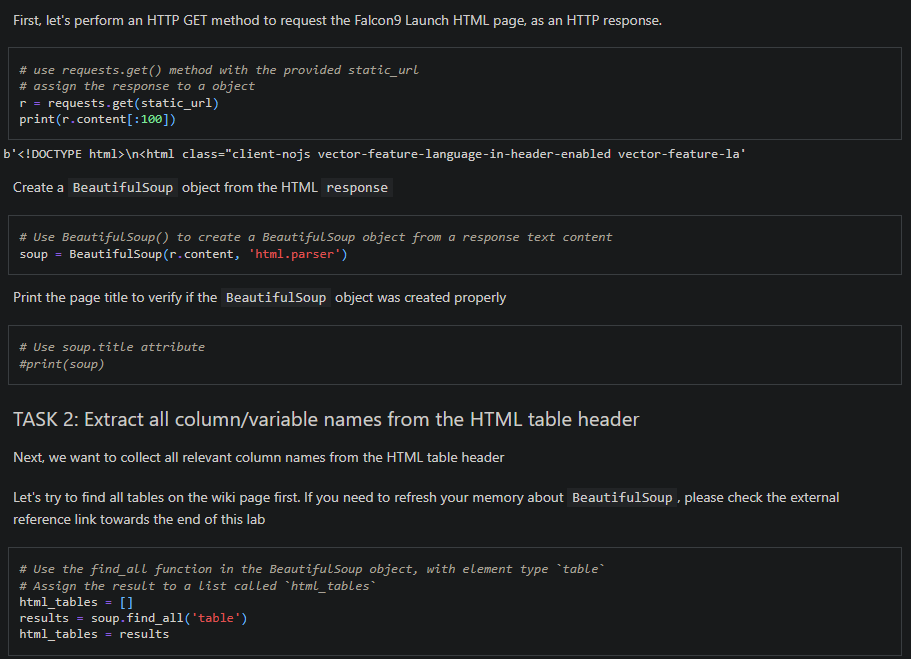 First, let's perform an HTTP GET method to request the Falcon9 Launch HTML page, as an HTTP response.
# use requests.get() method with the provided static_url
# assign the response to a object
r = requests.get(static_url)
print(r.content[:100])
b'<!DOCTYPE html>\n<html class="client-nojs vector-feature-language-in-header-enabled vector-feature-la'
Create a BeautifulSoup object from the HTML response
# Use BeautifulSoup() to create a BeautifulSoup object from a response text content
soup = BeautifulSoup(r.content, 'html.parser')
Print the page title to verify if the BeautifulSoup object was created properly
# Use soup.title attribute
#print(soup)
TASK 2: Extract all column/variable names from the HTML table header
Next, we want to collect all relevant column names from the HTML table header
Let's try to find all tables on the wiki page first. If you need to refresh your memory about BeautifulSoup, please check the external
reference link towards the end of this lab
# Use the find_all function in the BeautifulSoup object, with element type `table`
# Assign the result to a list called `html_tables`
html_tables = []
results = soup.find_all('table')
html_tables = results